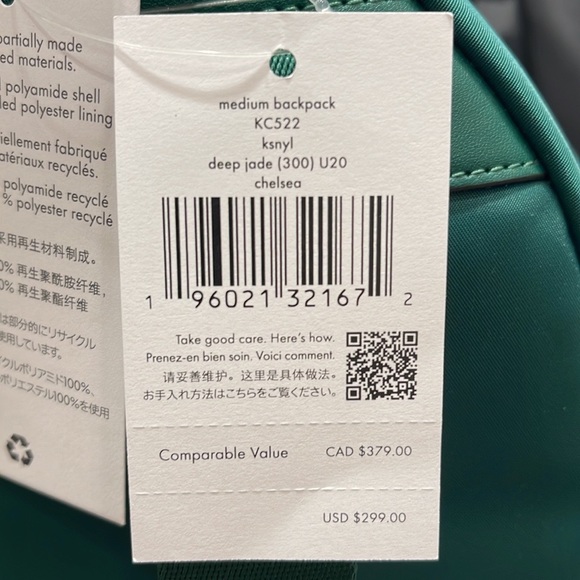 partially made
ed materials.
polyamide shell
led polyester lining
iellement fabriqué
atériaux recyclés.
polyamide recyclé
% polyester recyclé
采用再生材料制成。
0% 再生聚酰胺纤维,
0% 再生聚酯纤维
は部分的にリサイクル
使用しています。
クルポリアミド100%、
ポリエステル100%を使用
medium backpack
KC522
ksnyl
deep jade (300) U20
chelsea
1 96021 32167 2
Take good care. Here's how.
Prenez-en bien soin. Voici comment.
请妥善维护。这里是具体做法。
お手入れ方法はこちらをご覧ください。
Comparable Value CAD $379.00
USD $299.00